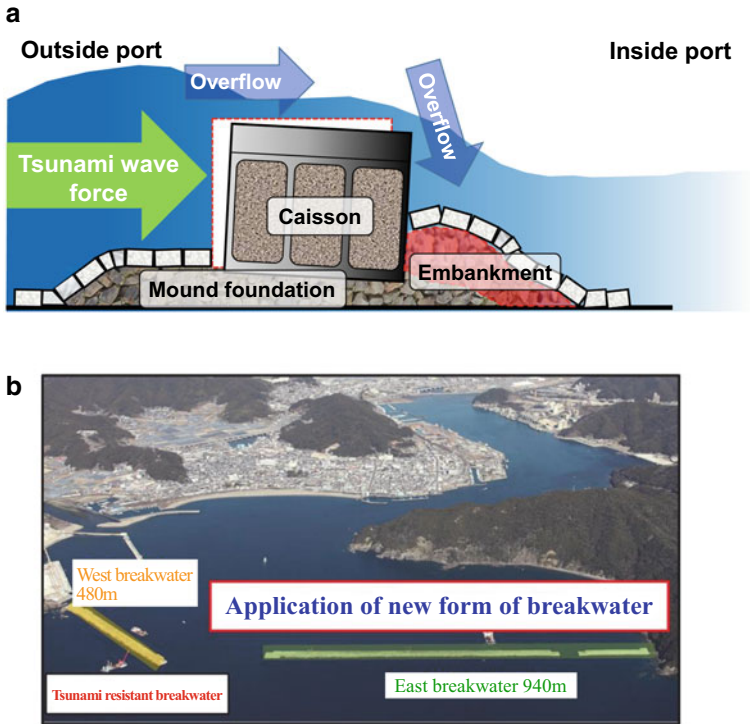 a
Outside port
Inside port
Overflow
Overflow
Tsunami wave
force
Caisson
Embankment
Mound foundation
b
West breakwater
480m
Application of new form of breakwater
Tsunami resistant breakwater
East breakwater 940m